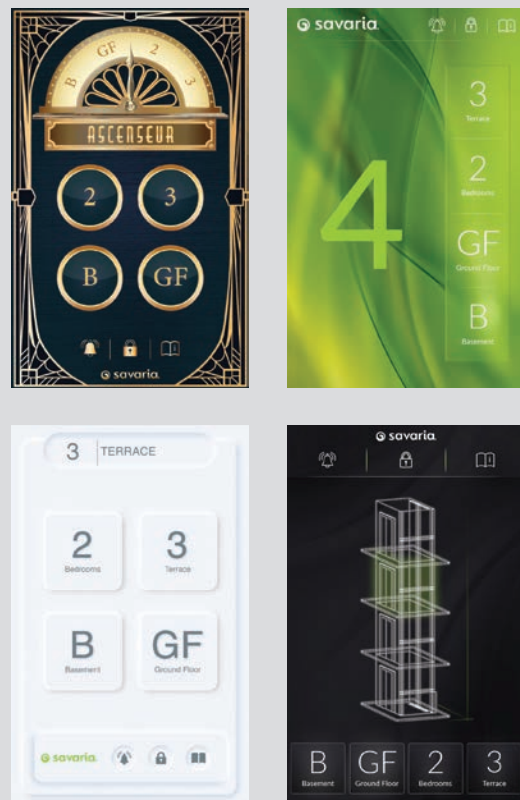 B GF 2 3
ASCENSEUR
2 3
B GF
savaria.
savaria.
4
3
Terrace
2
Bedrooms
GF
Ground Floor
B
Basement
3 TERRACE
2 3
Bedrooms Terrace
B GF
Basement Ground Floor
savaria.
savaria.
B GF 2 3
Basement Ground Floor Bedrooms Terrace